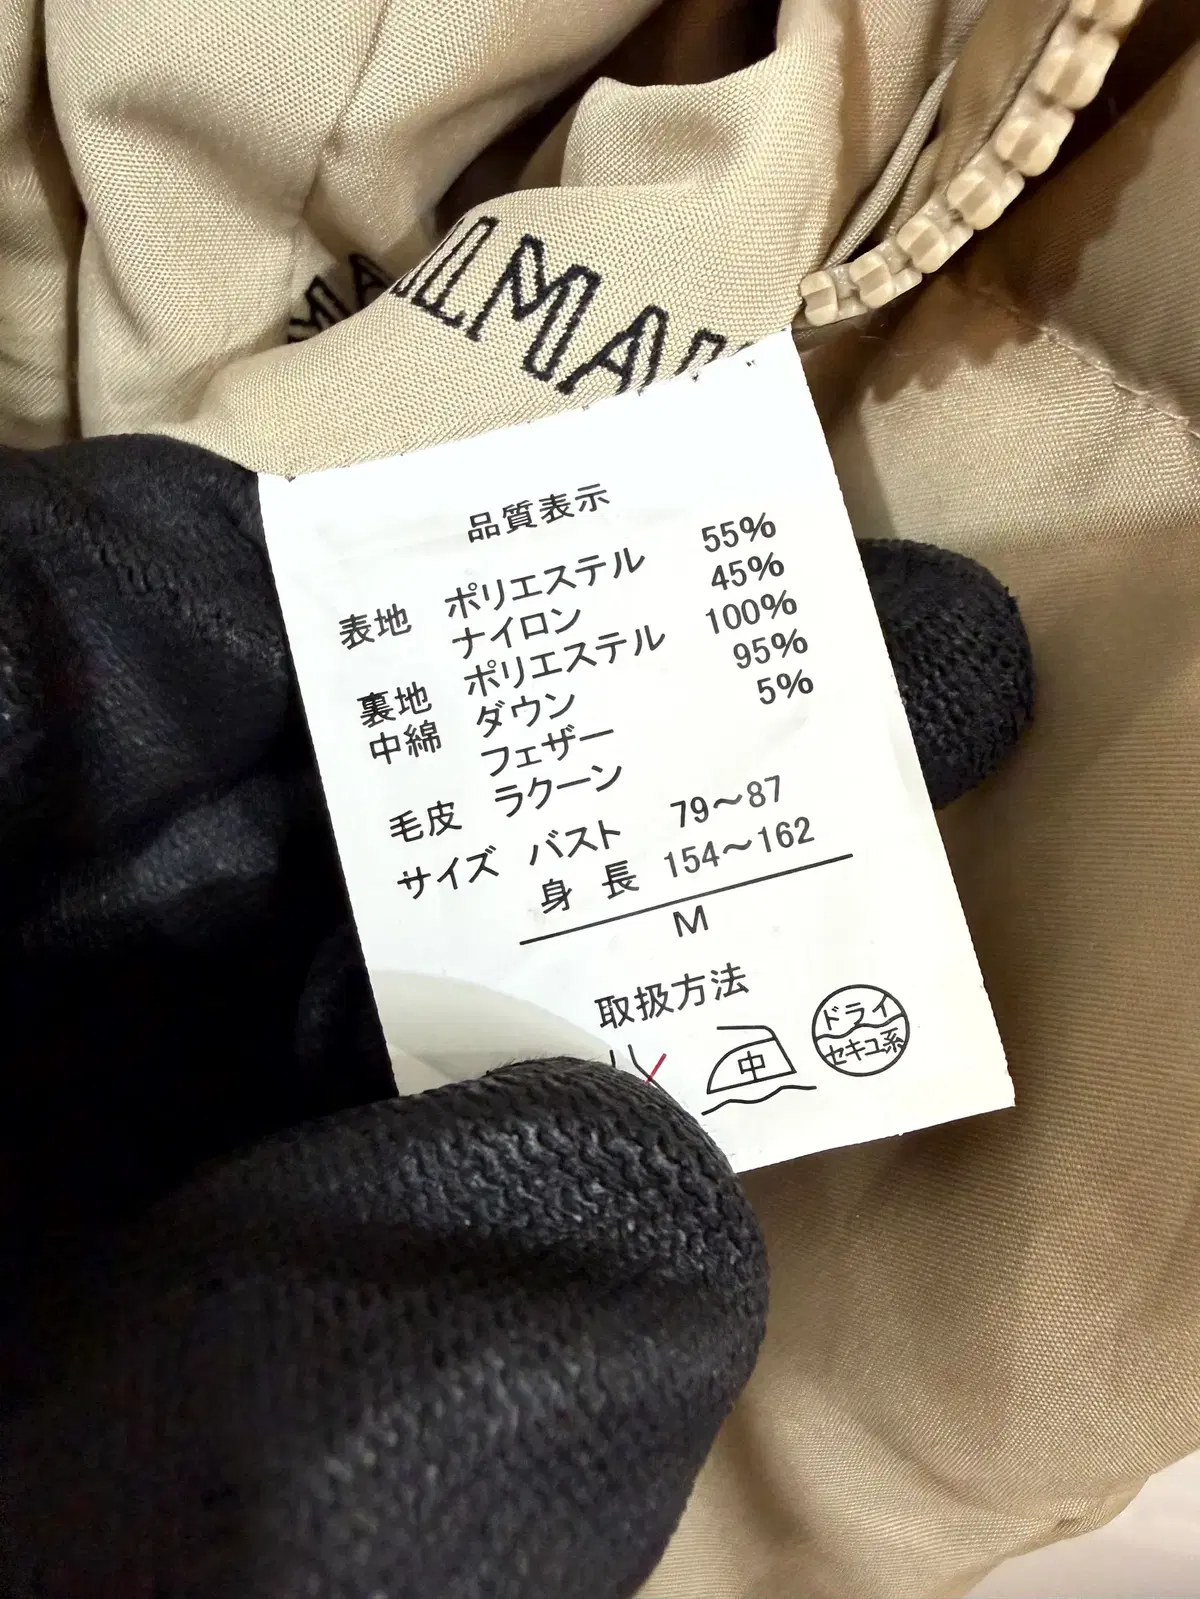 品質表示
表地 ポリエステル 55%
ナイロン 45%
裏地 ポリエステル 100%
中綿 ダウン 95%
フェザー 5%
毛皮 ラクーン
サイズ バスト 79～87
身長 154～162
M
取扱方法
中
ドライ
セキユ系